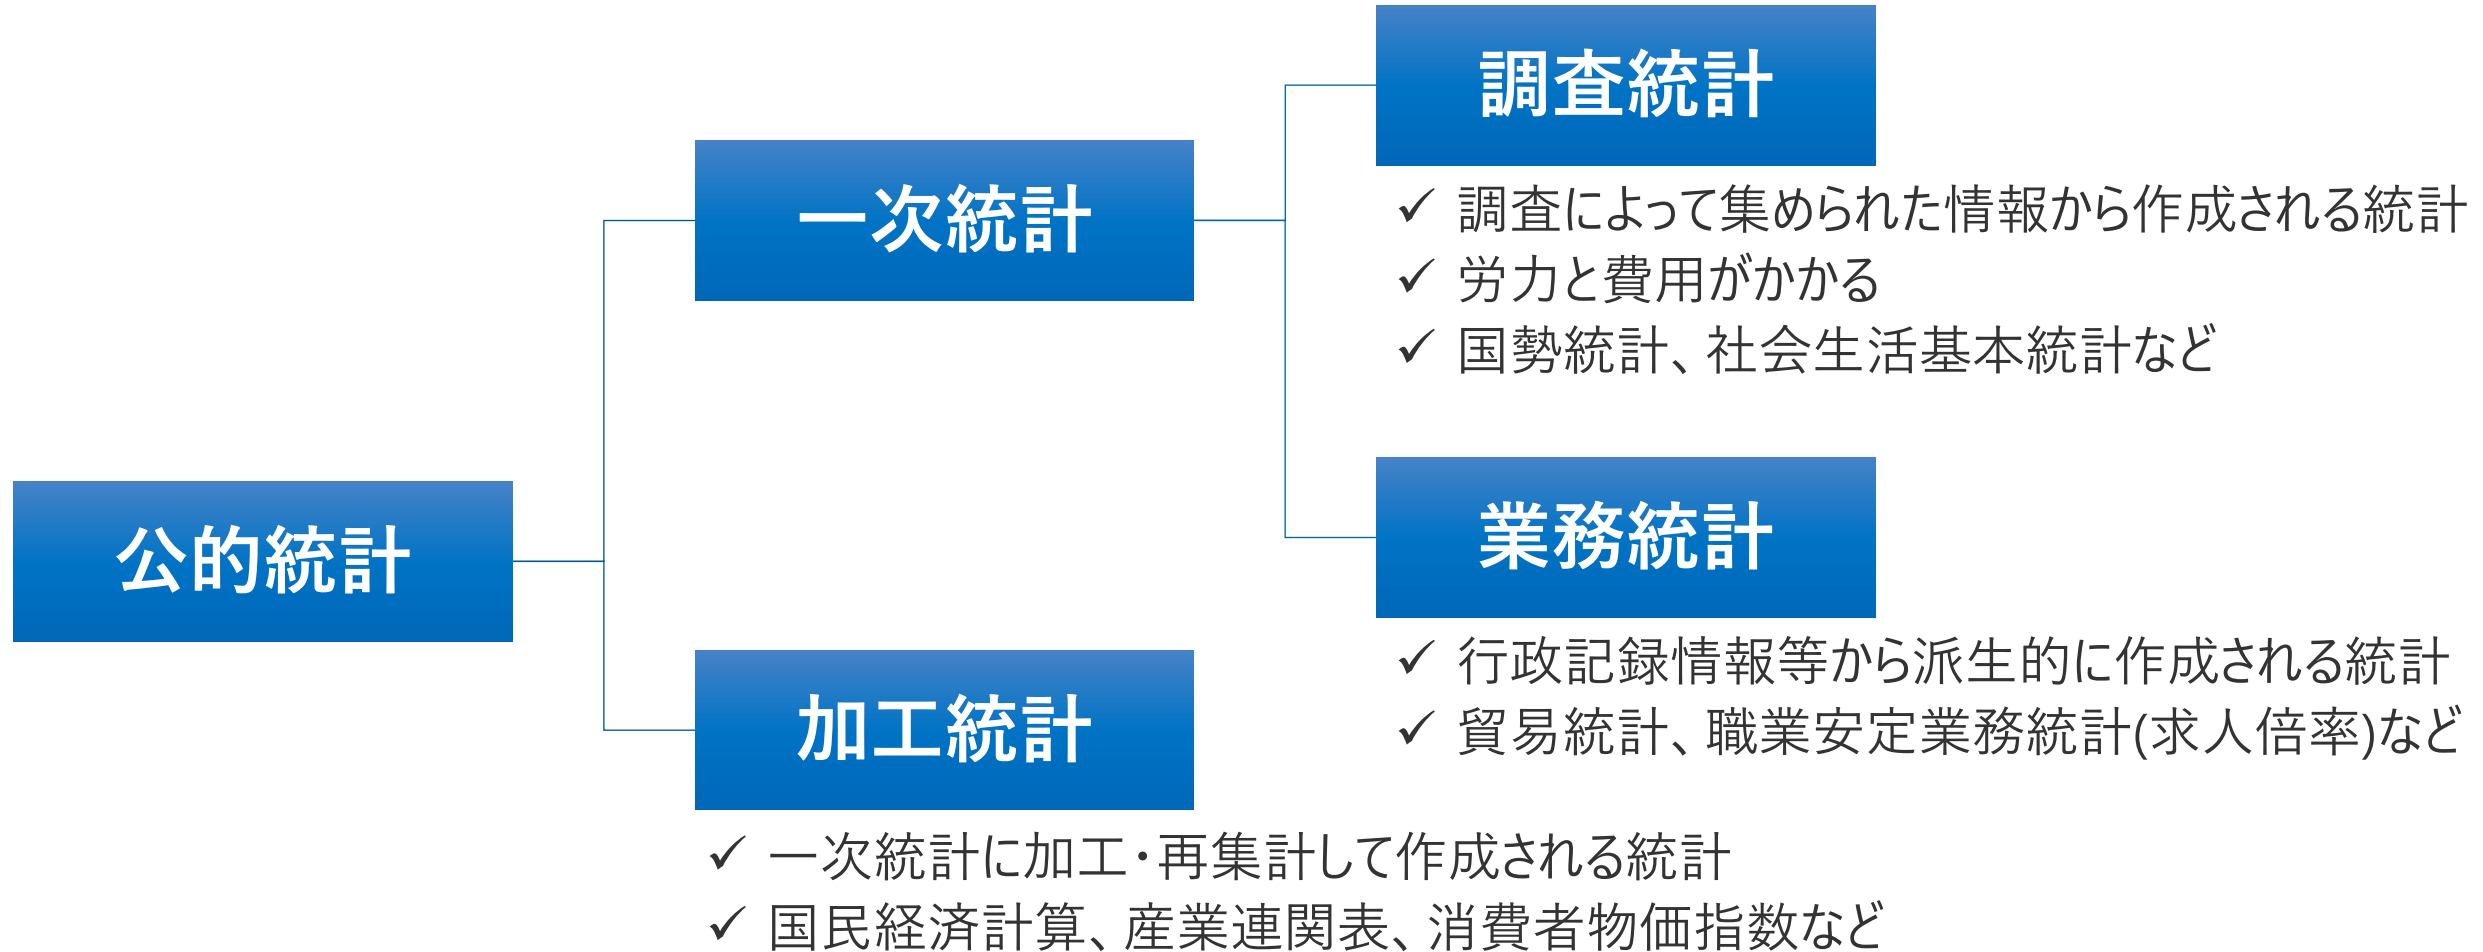 公的統計
一次統計
調査統計
✓ 調査によって集められた情報から作成される統計
✓ 労力と費用がかかる
✓ 国勢統計、社会生活基本統計など
業務統計
✓ 行政記録情報等から派生的に作成される統計
✓ 貿易統計、職業安定業務統計(求人倍率)など
加工統計
✓ 一次統計に加工・再集計して作成される統計
✓ 国民経済計算、産業連関表、消費者物価指数など